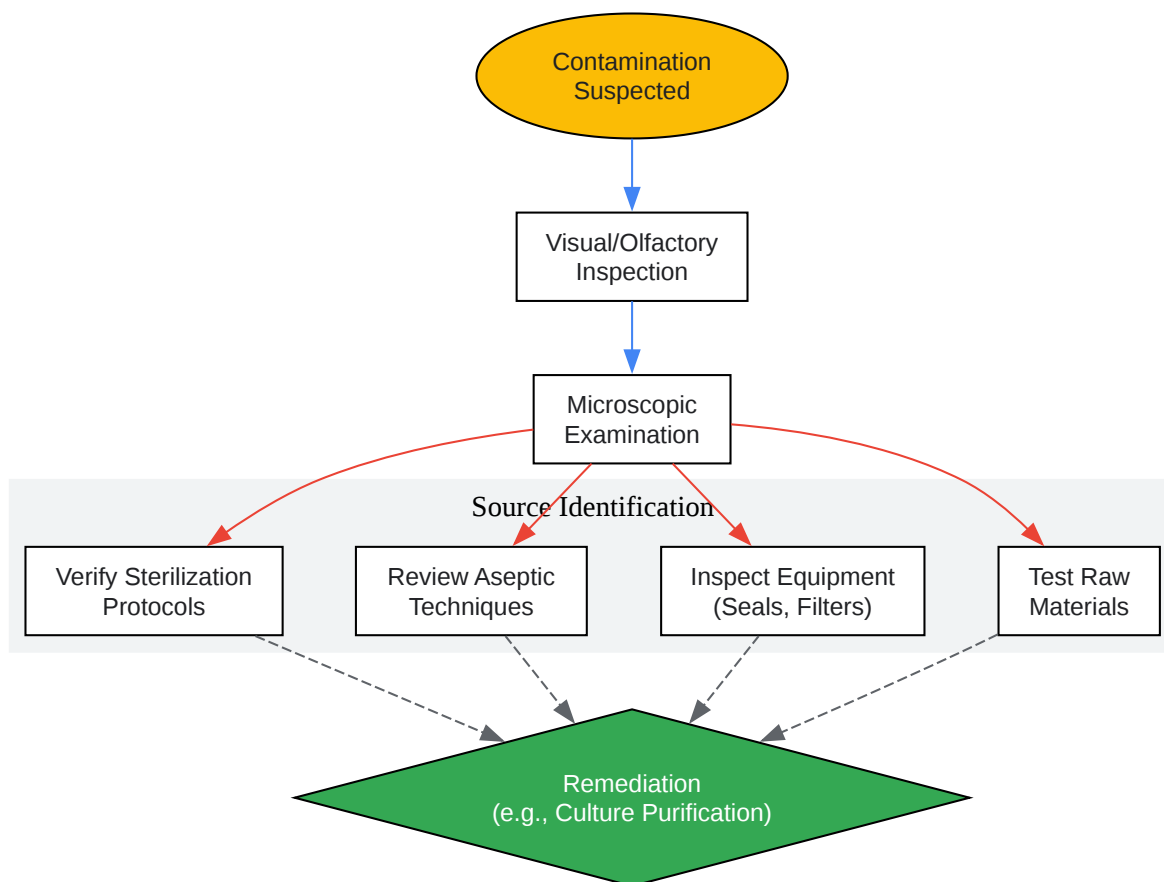 Contamination
Suspected
Visual/Olfactory
Inspection
Microscopic
Examination
Source Identification
Verify Sterilization
Protocols
Review Aseptic
Techniques
Inspect Equipment
(Seals, Filters)
Test Raw
Materials
Remediation
(e.g., Culture Purification)